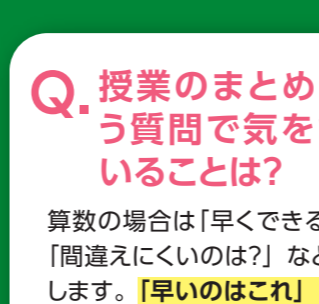 Q. 授業のまとめ
う質問で気を
いることは?
算数の場合は「早くできる
「間違えにくいのは?」など
します。「早いのはこれ」